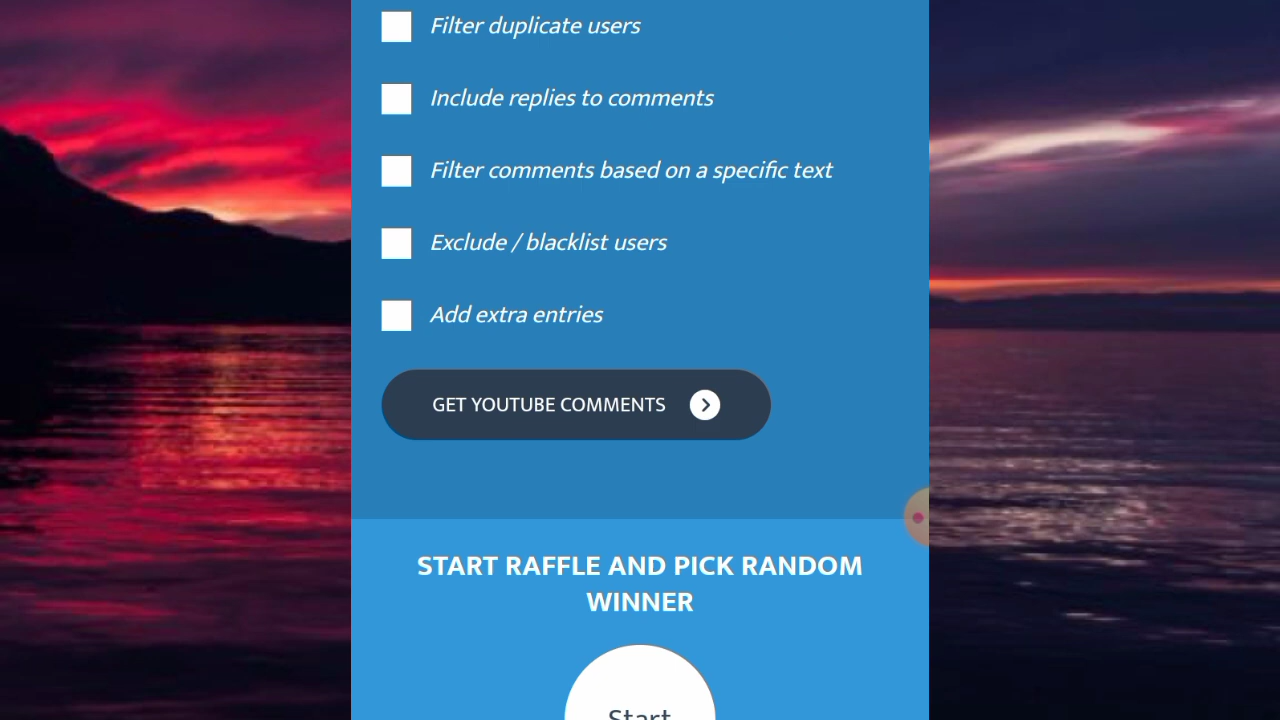 Filter duplicate users
Include replies to comments
Filter comments based on a specific text
Exclude / blacklist users
Add extra entries
GET YOUTUBE COMMENTS
START RAFFLE AND PICK RANDOM
WINNER
Start